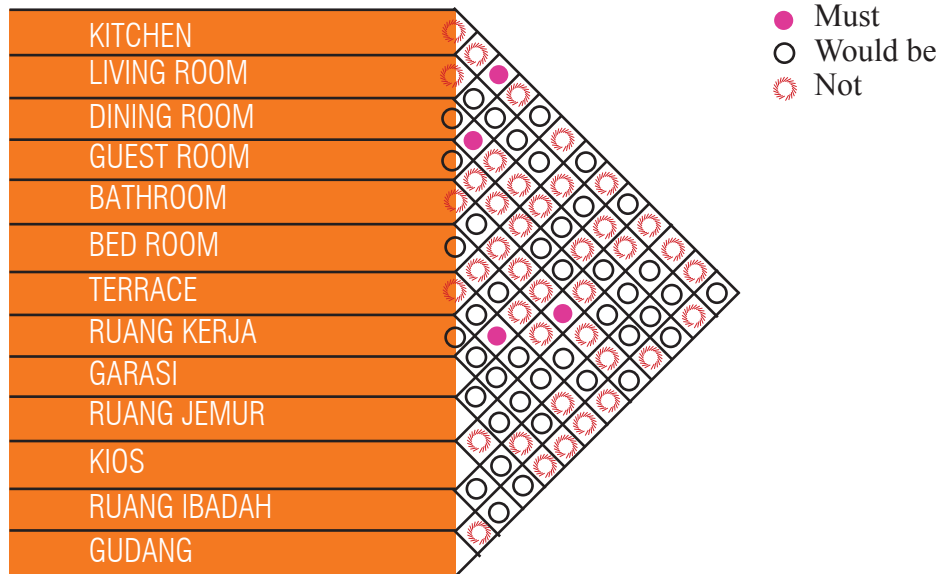 KITCHEN
LIVING ROOM
DINING ROOM
GUEST ROOM
BATHROOM
BED ROOM
TERRACE
RUANG KERJA
GARASI
RUANG JEMUR
KIOS
RUANG IBADAH
GUDANG
Must
Would be
Not